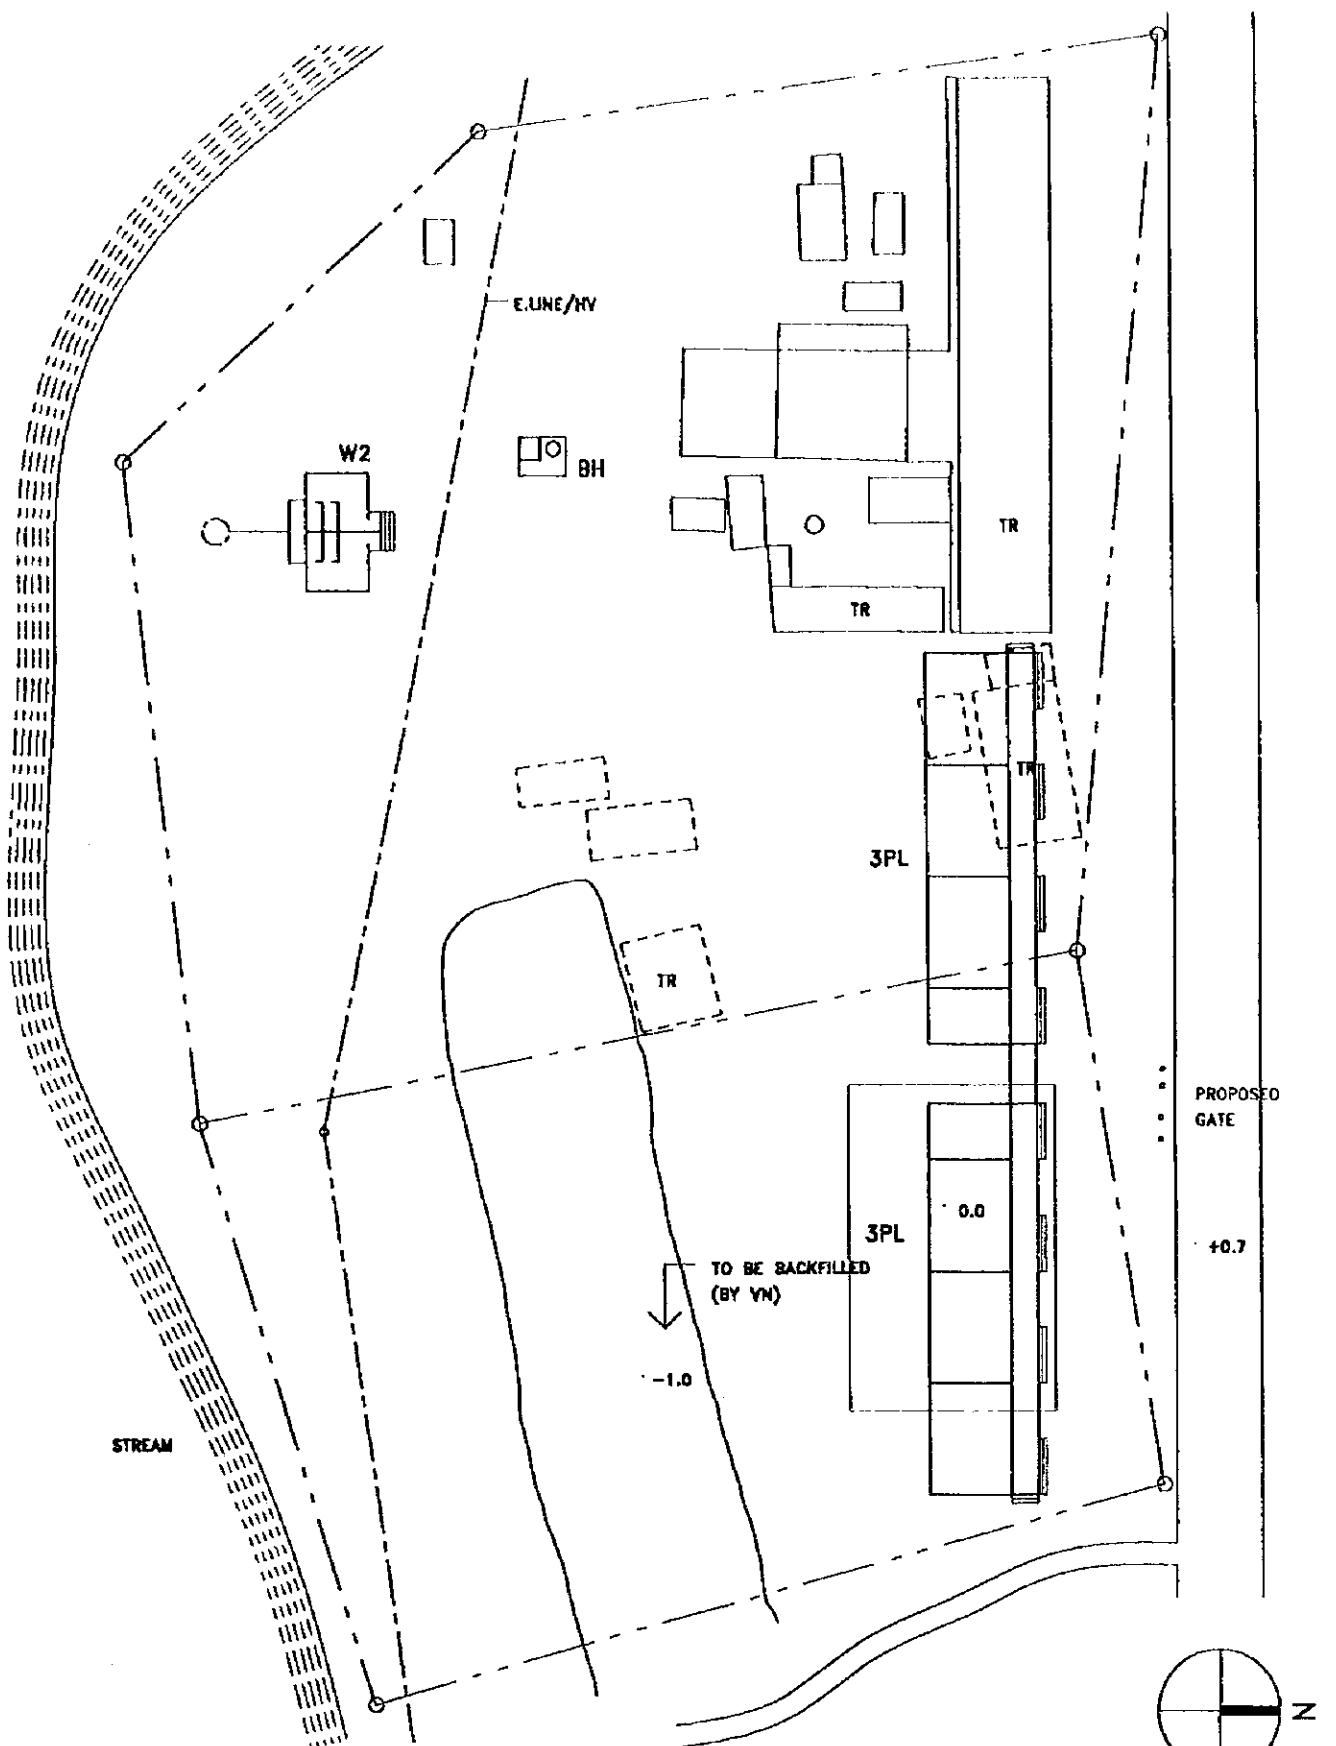 E.LINE/HV
W2
BH
TR
TR
TR
3PL
TR
PROPOSED
GATE
0.0
3PL
+0.7
TO BE BACKFILLED
(BY VN)
-1.0
STREAM
N